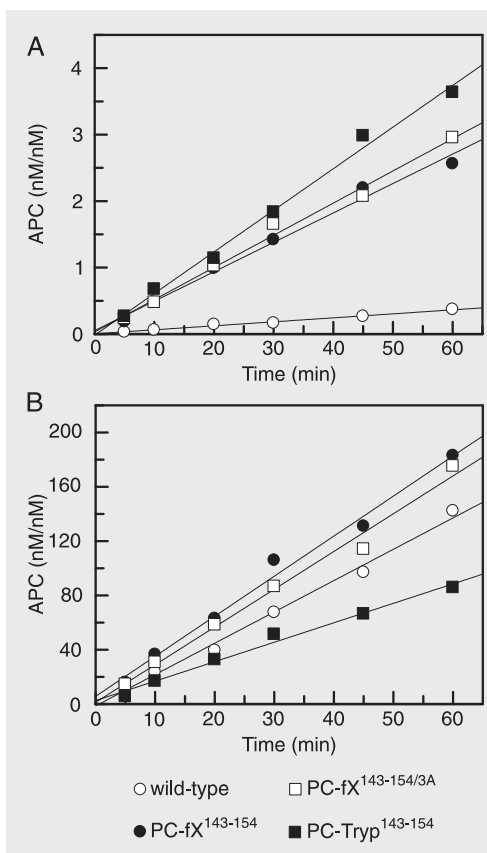 A
4
3
2
1
0
APC (nM/nM)
0 10 20 30 40 50 60
Time (min)
B
220
160
120
80
40
0
APC (nM/nM)
0 10 20 30 40 50 60
Time (min)
wild-type
PC-fX143-154/3A
PC-fX143-154
PC-Tryp143-154